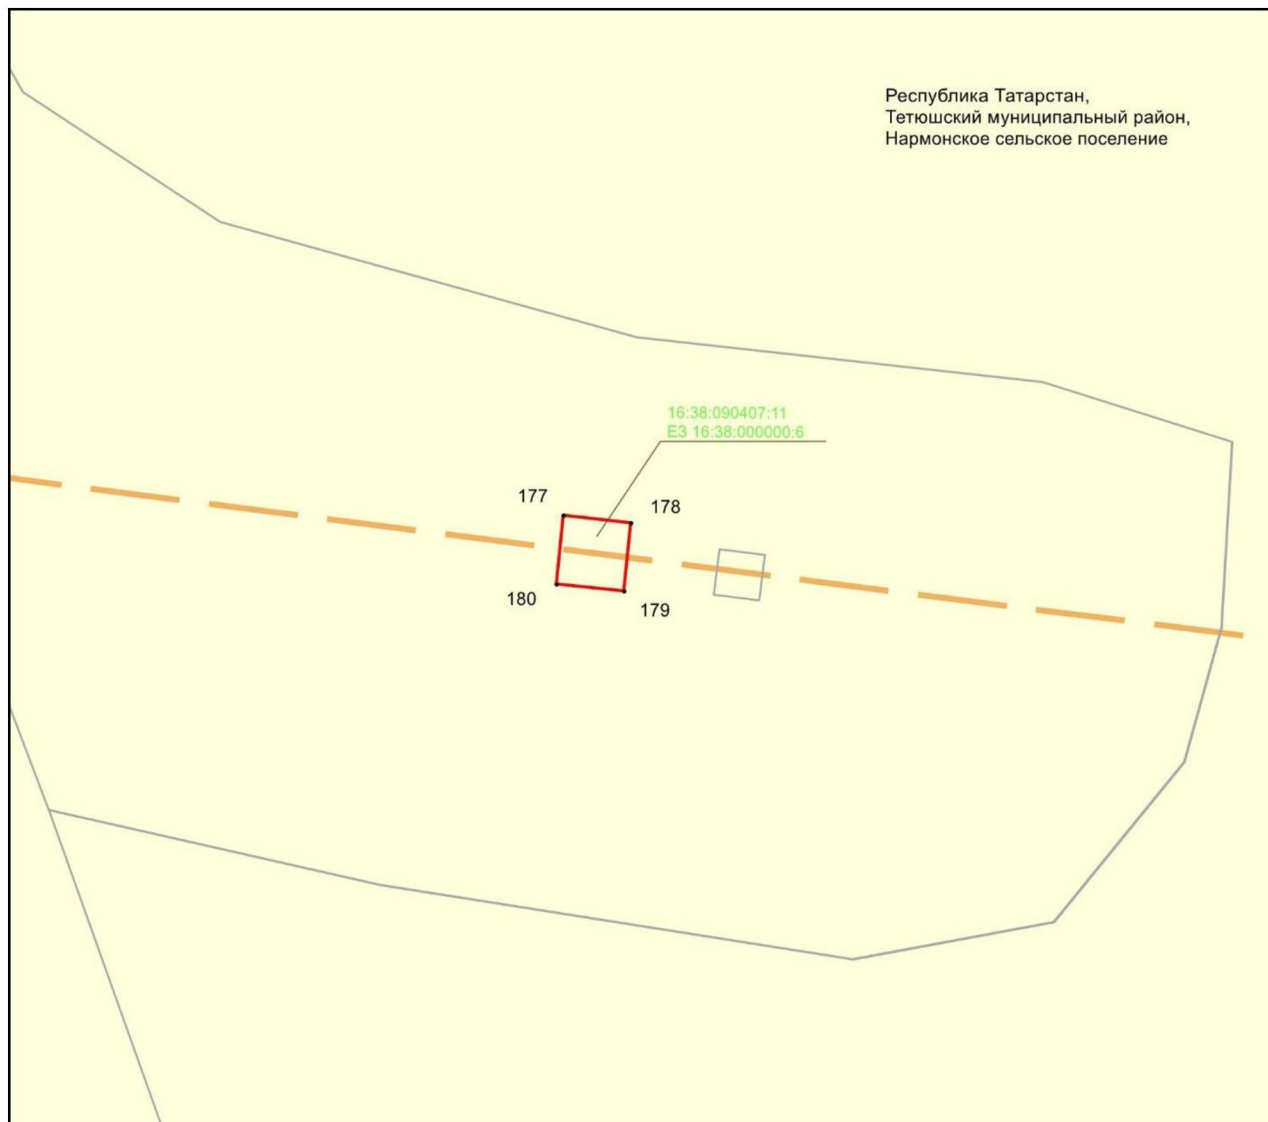 Республика Татарстан,
Тетюшский муниципальный район,
Нармонское сельское поселение
16:38:090407:11
ЕЗ 16:38:000000:6
177
178
180
179